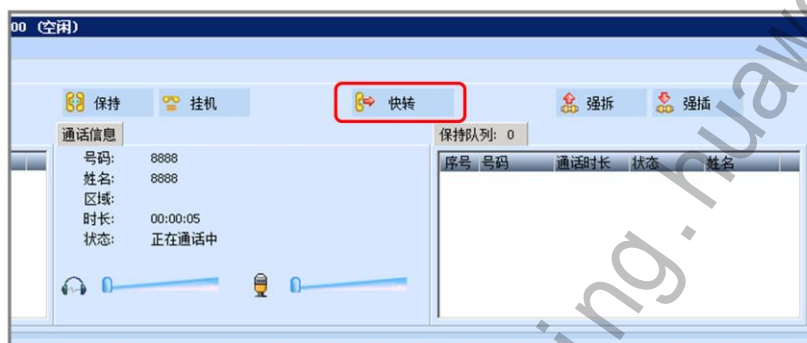 00 (空闲)
保持 挂机 快转 强拆 强插
通话信息 保持队列: 0
序号 号码 通话时长 状态 姓名
号码: 8888
姓名: 8888
区域:
时长: 00:00:05
状态: 正在通话中
ing.huaw